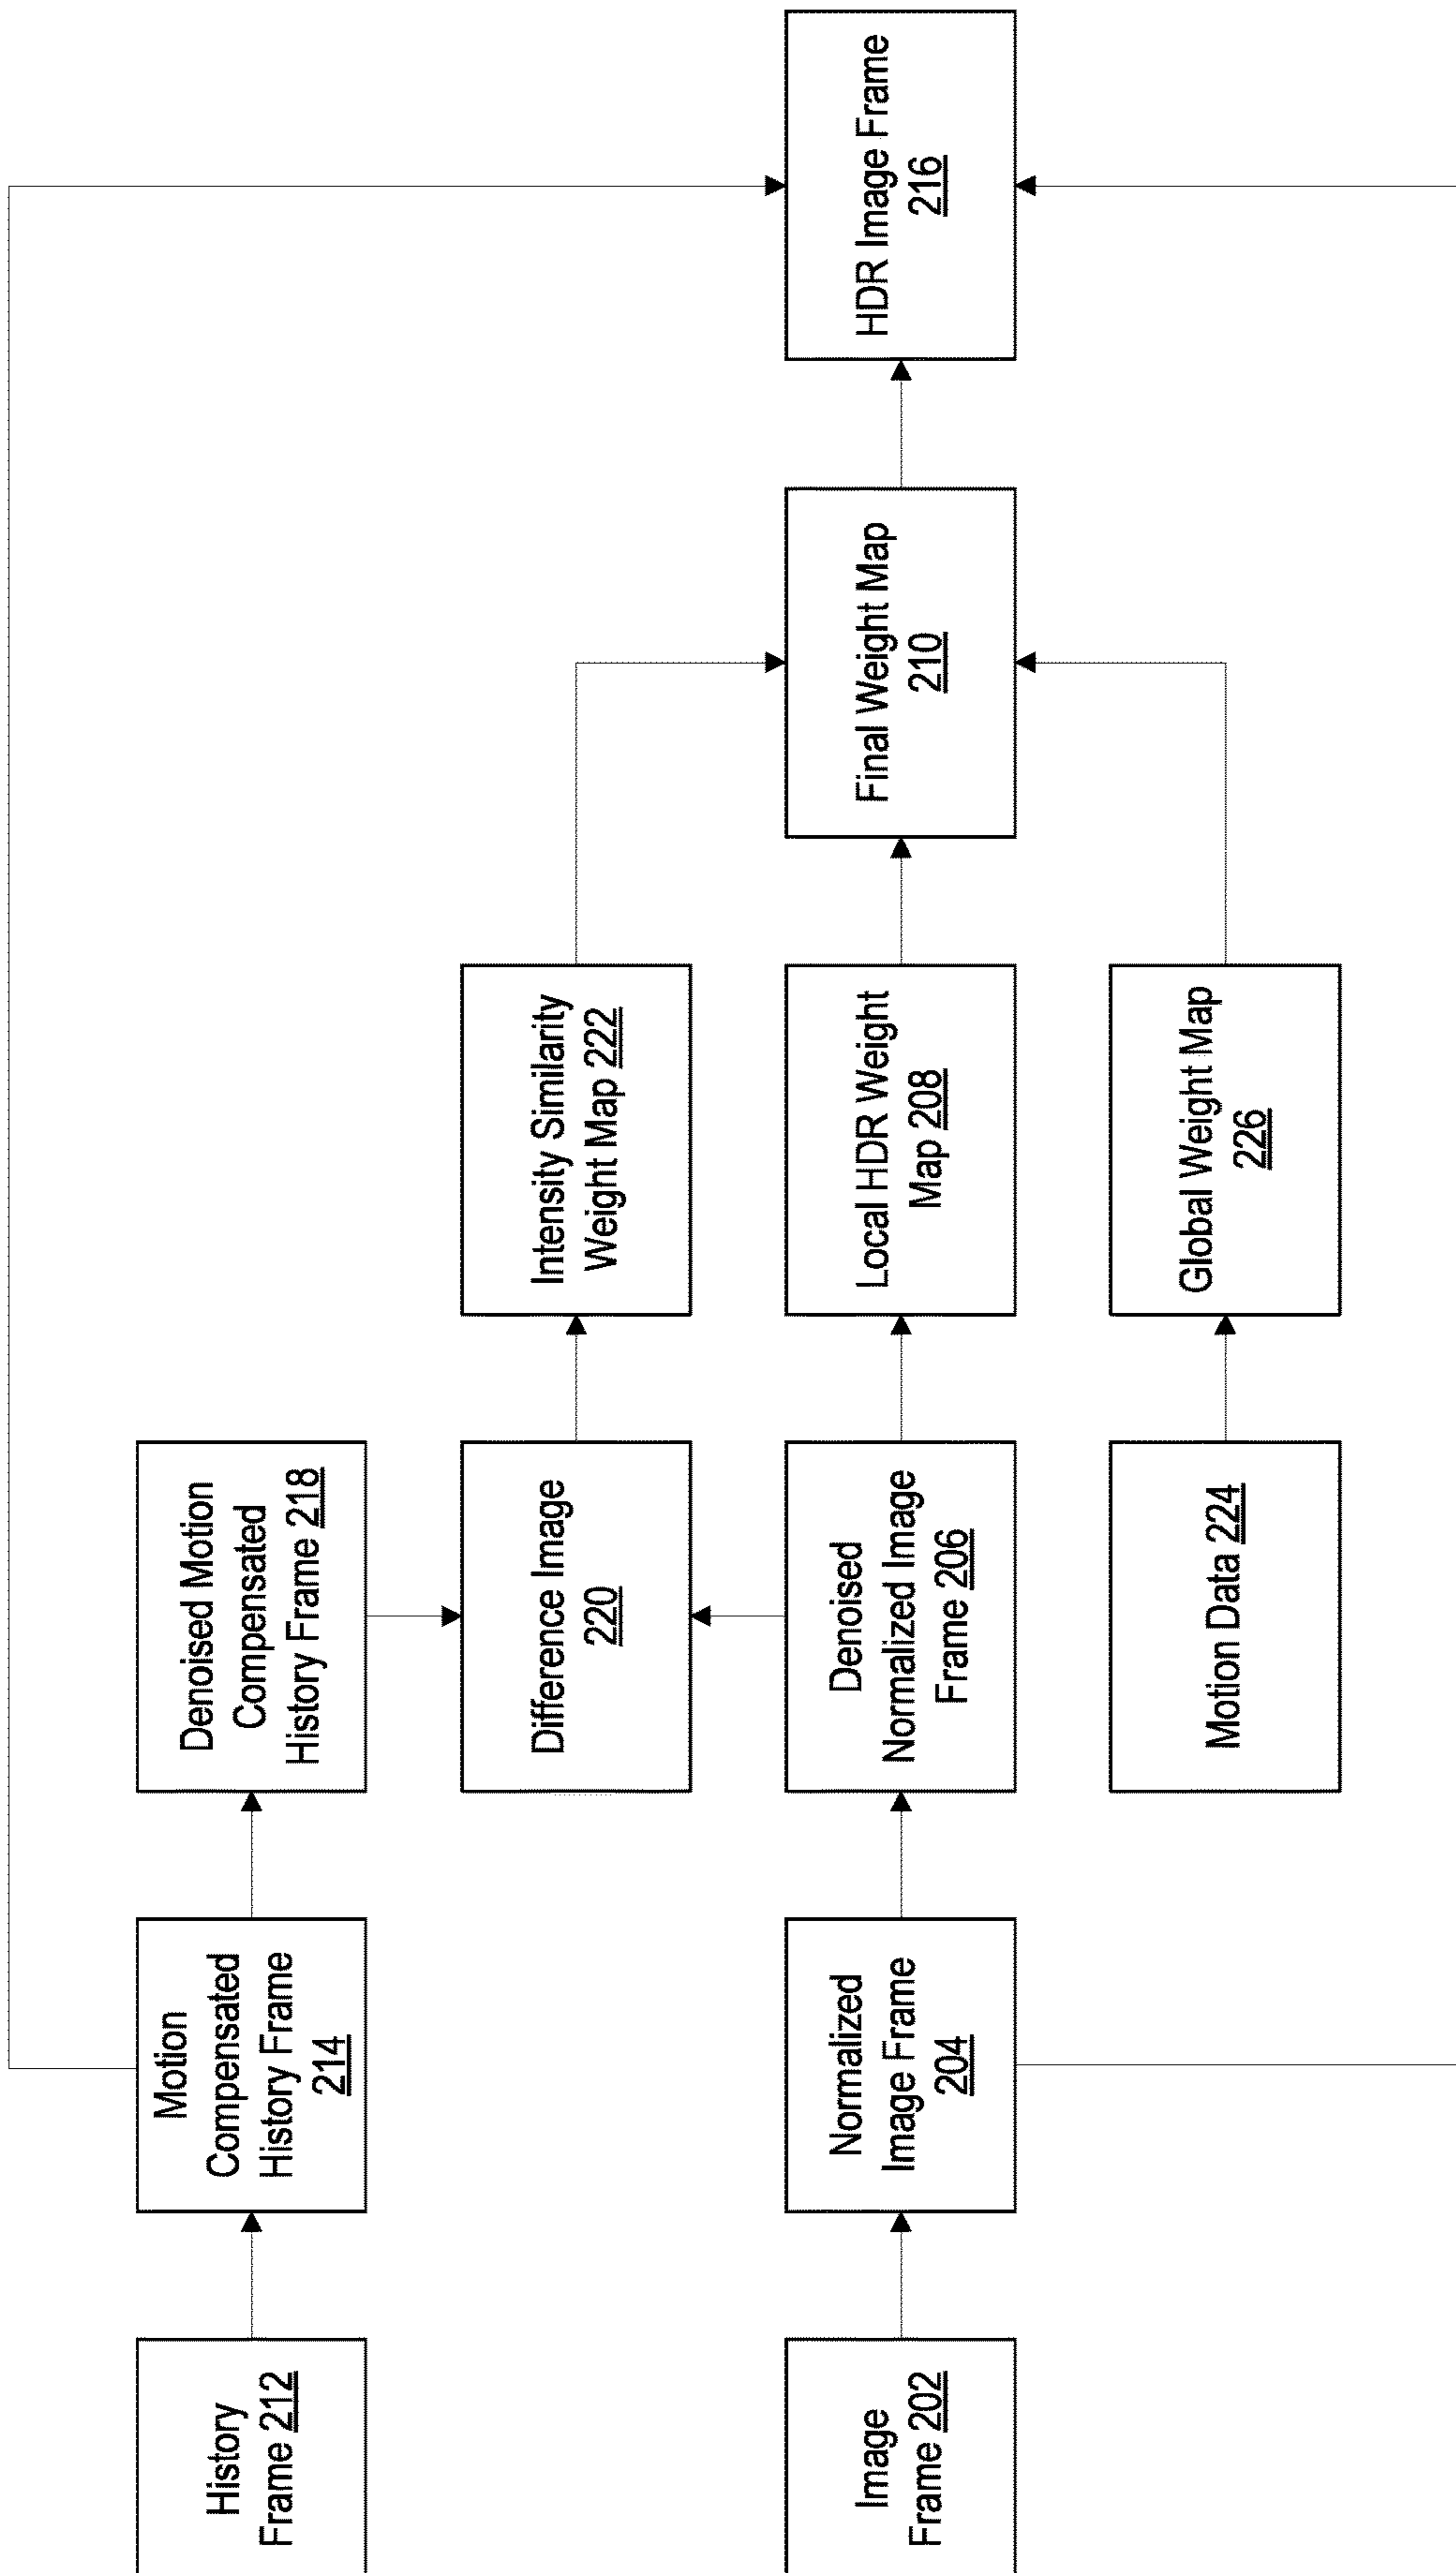 History
Frame 212
Motion
Compensated
History Frame
214
Denoised Motion
Compensated
History Frame 218
Difference Image
220
Intensity Similarity
Weight Map 222
Image
Frame 202
Normalized
Image Frame
204
Denoised
Normalized Image
Frame 206
Local HDR Weight
Map 208
Final Weight Map
210
HDR Image Frame
216
Motion Data 224
Global Weight Map
226